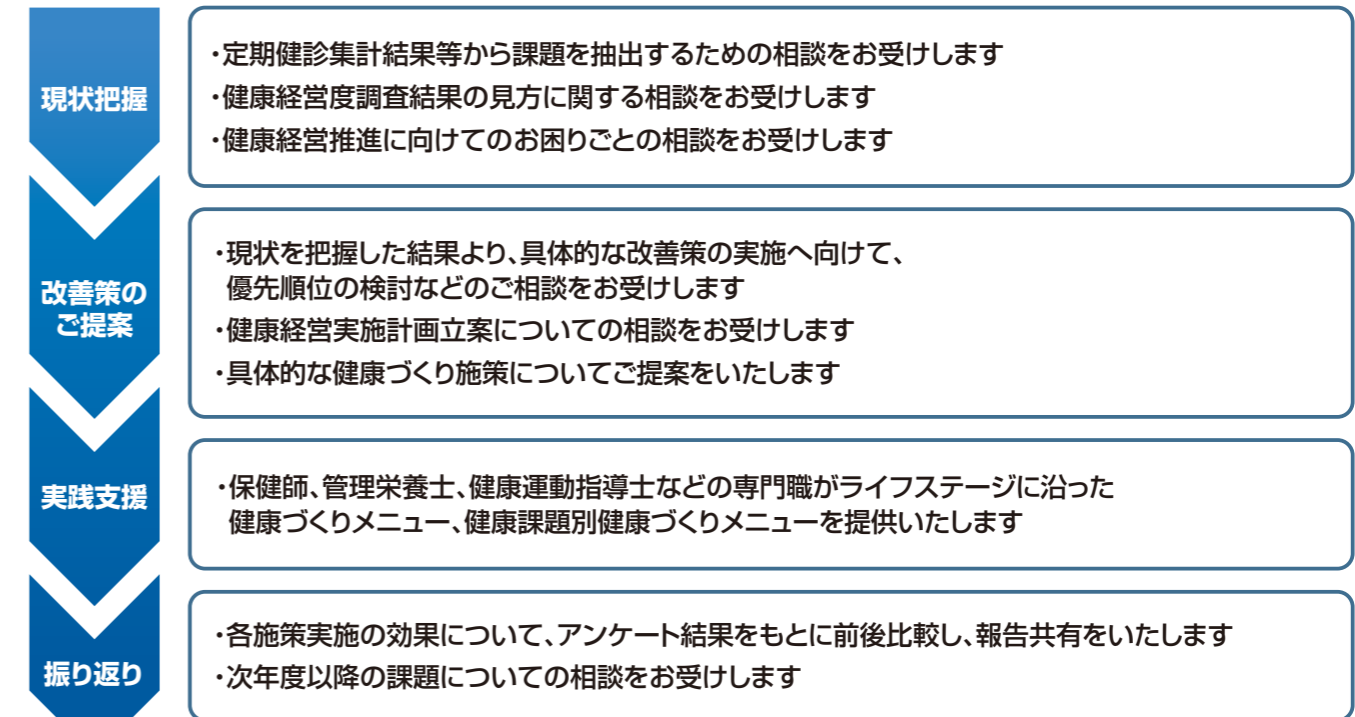 現状把握
・定期健診集計結果等から課題を抽出するための相談をお受けします
・健康経営度調査結果の見方に関する相談をお受けします
・健康経営推進に向けてのお困りごとの相談をお受けします
改善策の
ご提案
・現状を把握した結果より、具体的な改善策の実施へ向けて、
優先順位の検討などのご相談をお受けします
・健康経営実施計画立案についての相談をお受けします
・具体的な健康づくり施策についてご提案をいたします
実践支援
・保健師、管理栄養士、健康運動指導士などの専門職がライフステージに沿った
健康づくりメニュー、健康課題別健康づくりメニューを提供いたします
振り返り
・各施策実施の効果について、アンケート結果をもとに前後比較し、報告共有をいたします
・次年度以降の課題についての相談をお受けします